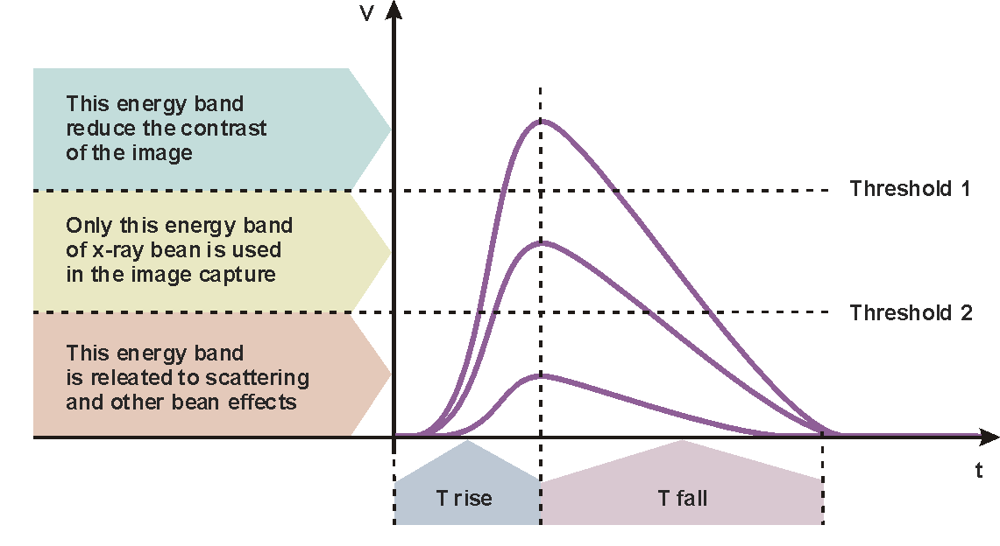 V
This energy band
reduce the contrast
of the image
Threshold 1
Only this energy band
of x-ray bean is used
in the image capture
Threshold 2
This energy band
is releated to scattering
and other bean effects
t
T rise
T fall